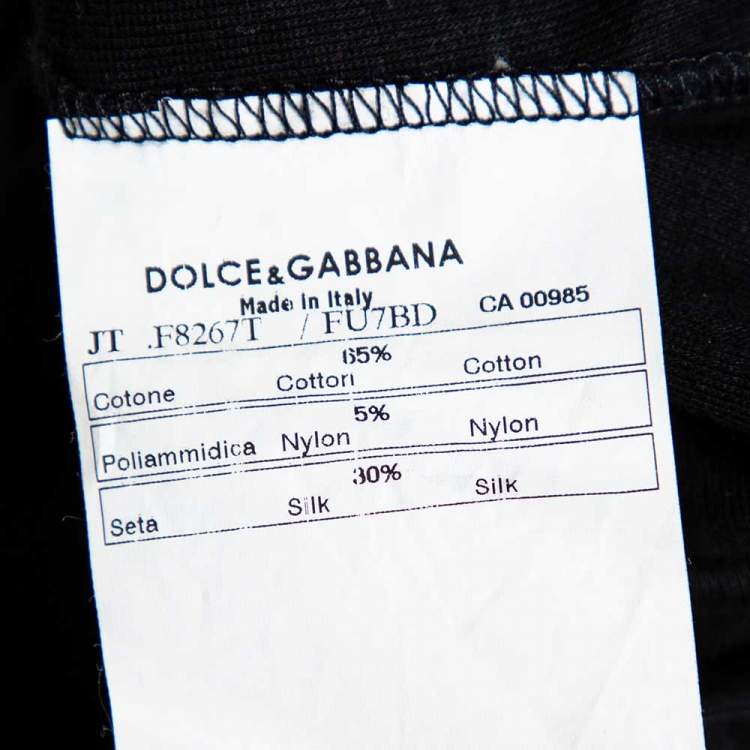 DOLCE&GABBANA
Made in Italy
JT .F8267T / FU7BD CA 00985
65%
Cotone Cotton Cotton
5%
Poliammidica Nylon Nylon
30%
Seta Silk Silk